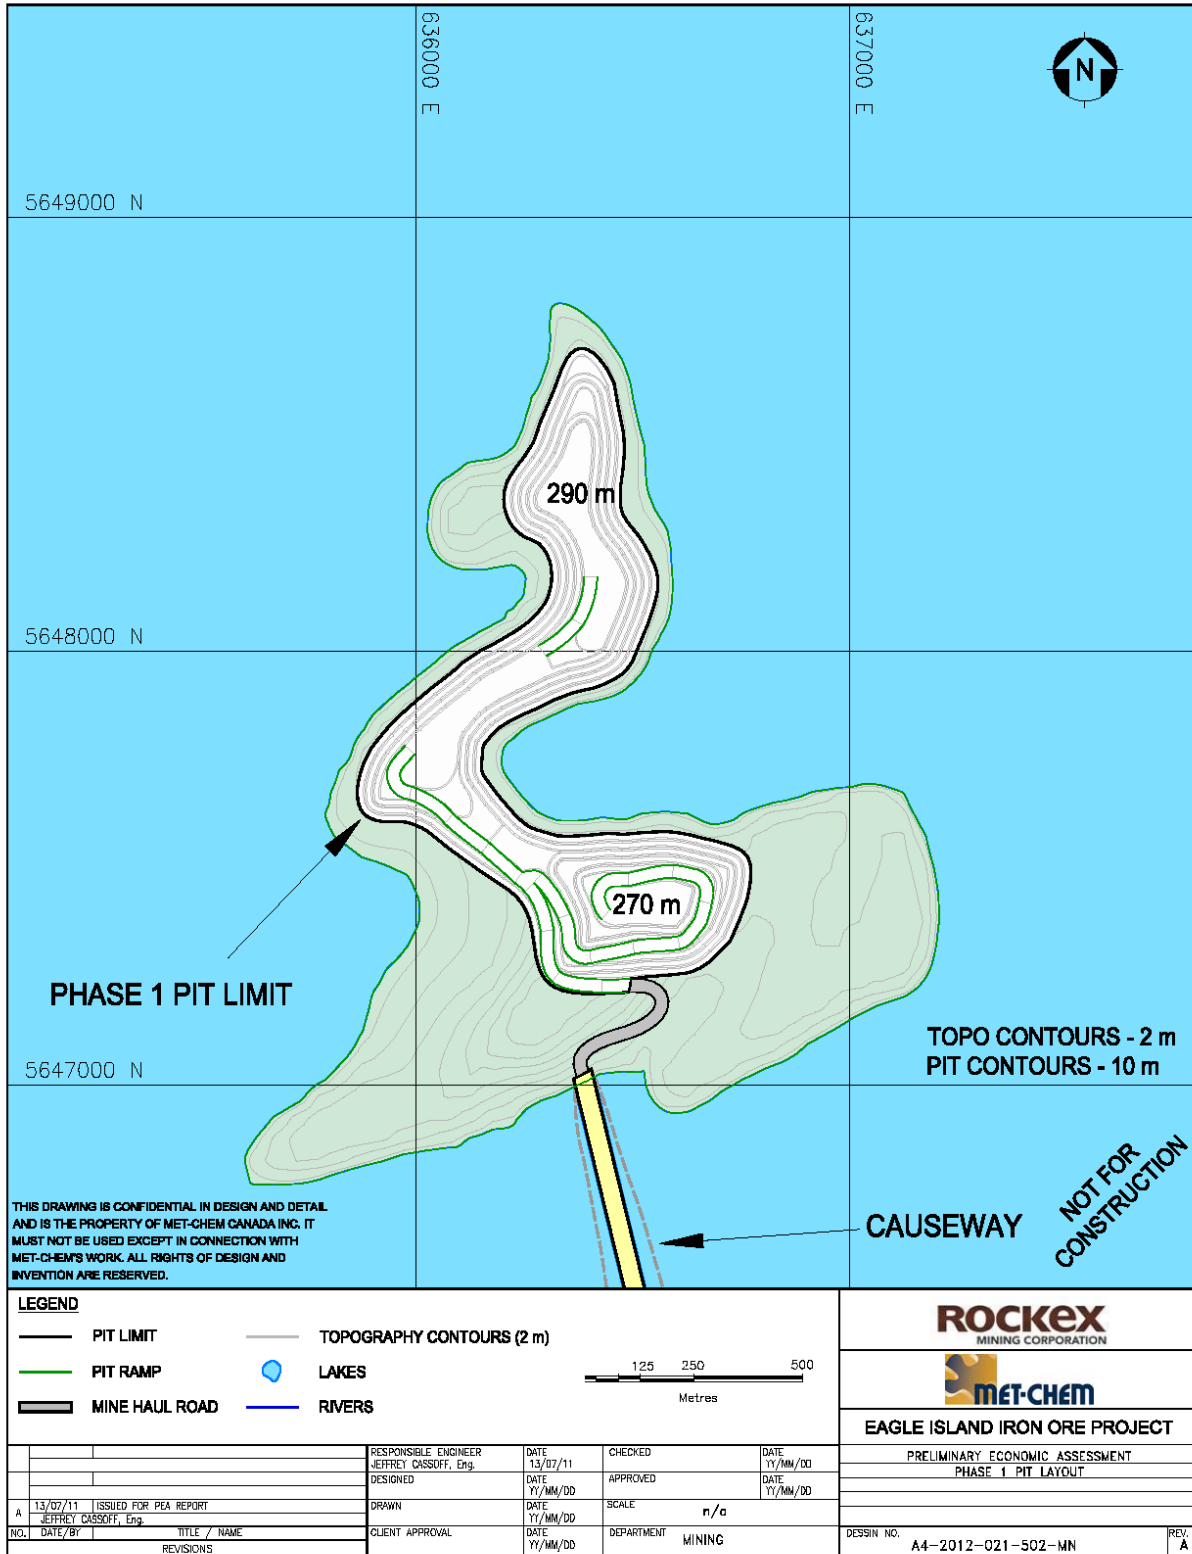 636000 E
637000 E
N
5649000 N
290 m
5648000 N
270 m
PHASE 1 PIT LIMIT
TOPO CONTOURS - 2 m
PIT CONTOURS - 10 m
5647000 N
NOT FOR
CONSTRUCTION
CAUSEWAY
THIS DRAWING IS CONFIDENTIAL IN DESIGN AND DETAIL
AND IS THE PROPERTY OF MET-CHEM CANADA INC. IT
MUST NOT BE USED EXCEPT IN CONNECTION WITH
MET-CHEM'S WORK. ALL RIGHTS OF DESIGN AND
INVENTION ARE RESERVED.
LEGEND
PIT LIMIT
TOPOGRAPHY CONTOURS (2 m)
PIT RAMP
LAKES
MINE HAUL ROAD
RIVERS
125 250 500
Metres
ROCKEX
MINING CORPORATION
MET-CHEM
EAGLE ISLAND IRON ORE PROJECT
PRELIMINARY ECONOMIC ASSESSMENT
PHASE 1 PIT LAYOUT
RESPONSIBLE ENGINEER
JEFFREY CASSOFF, Eng.
DATE
13/07/11
CHECKED
DATE
YY/MM/DD
DESIGNED
DATE
YY/MM/DD
APPROVED
DATE
YY/MM/DD
DRAWN
DATE
YY/MM/DD
SCALE
n/a
CLIENT APPROVAL
DATE
YY/MM/DD
DEPARTMENT
MINING
A
13/07/11
ISSUED FOR PEA REPORT
JEFFERY CASSOFF, Eng.
NO.
DATE/BY
TITLE / NAME
REVISIONS
DESSIN NO.
A4-2012-021-502-MN
REV.
A